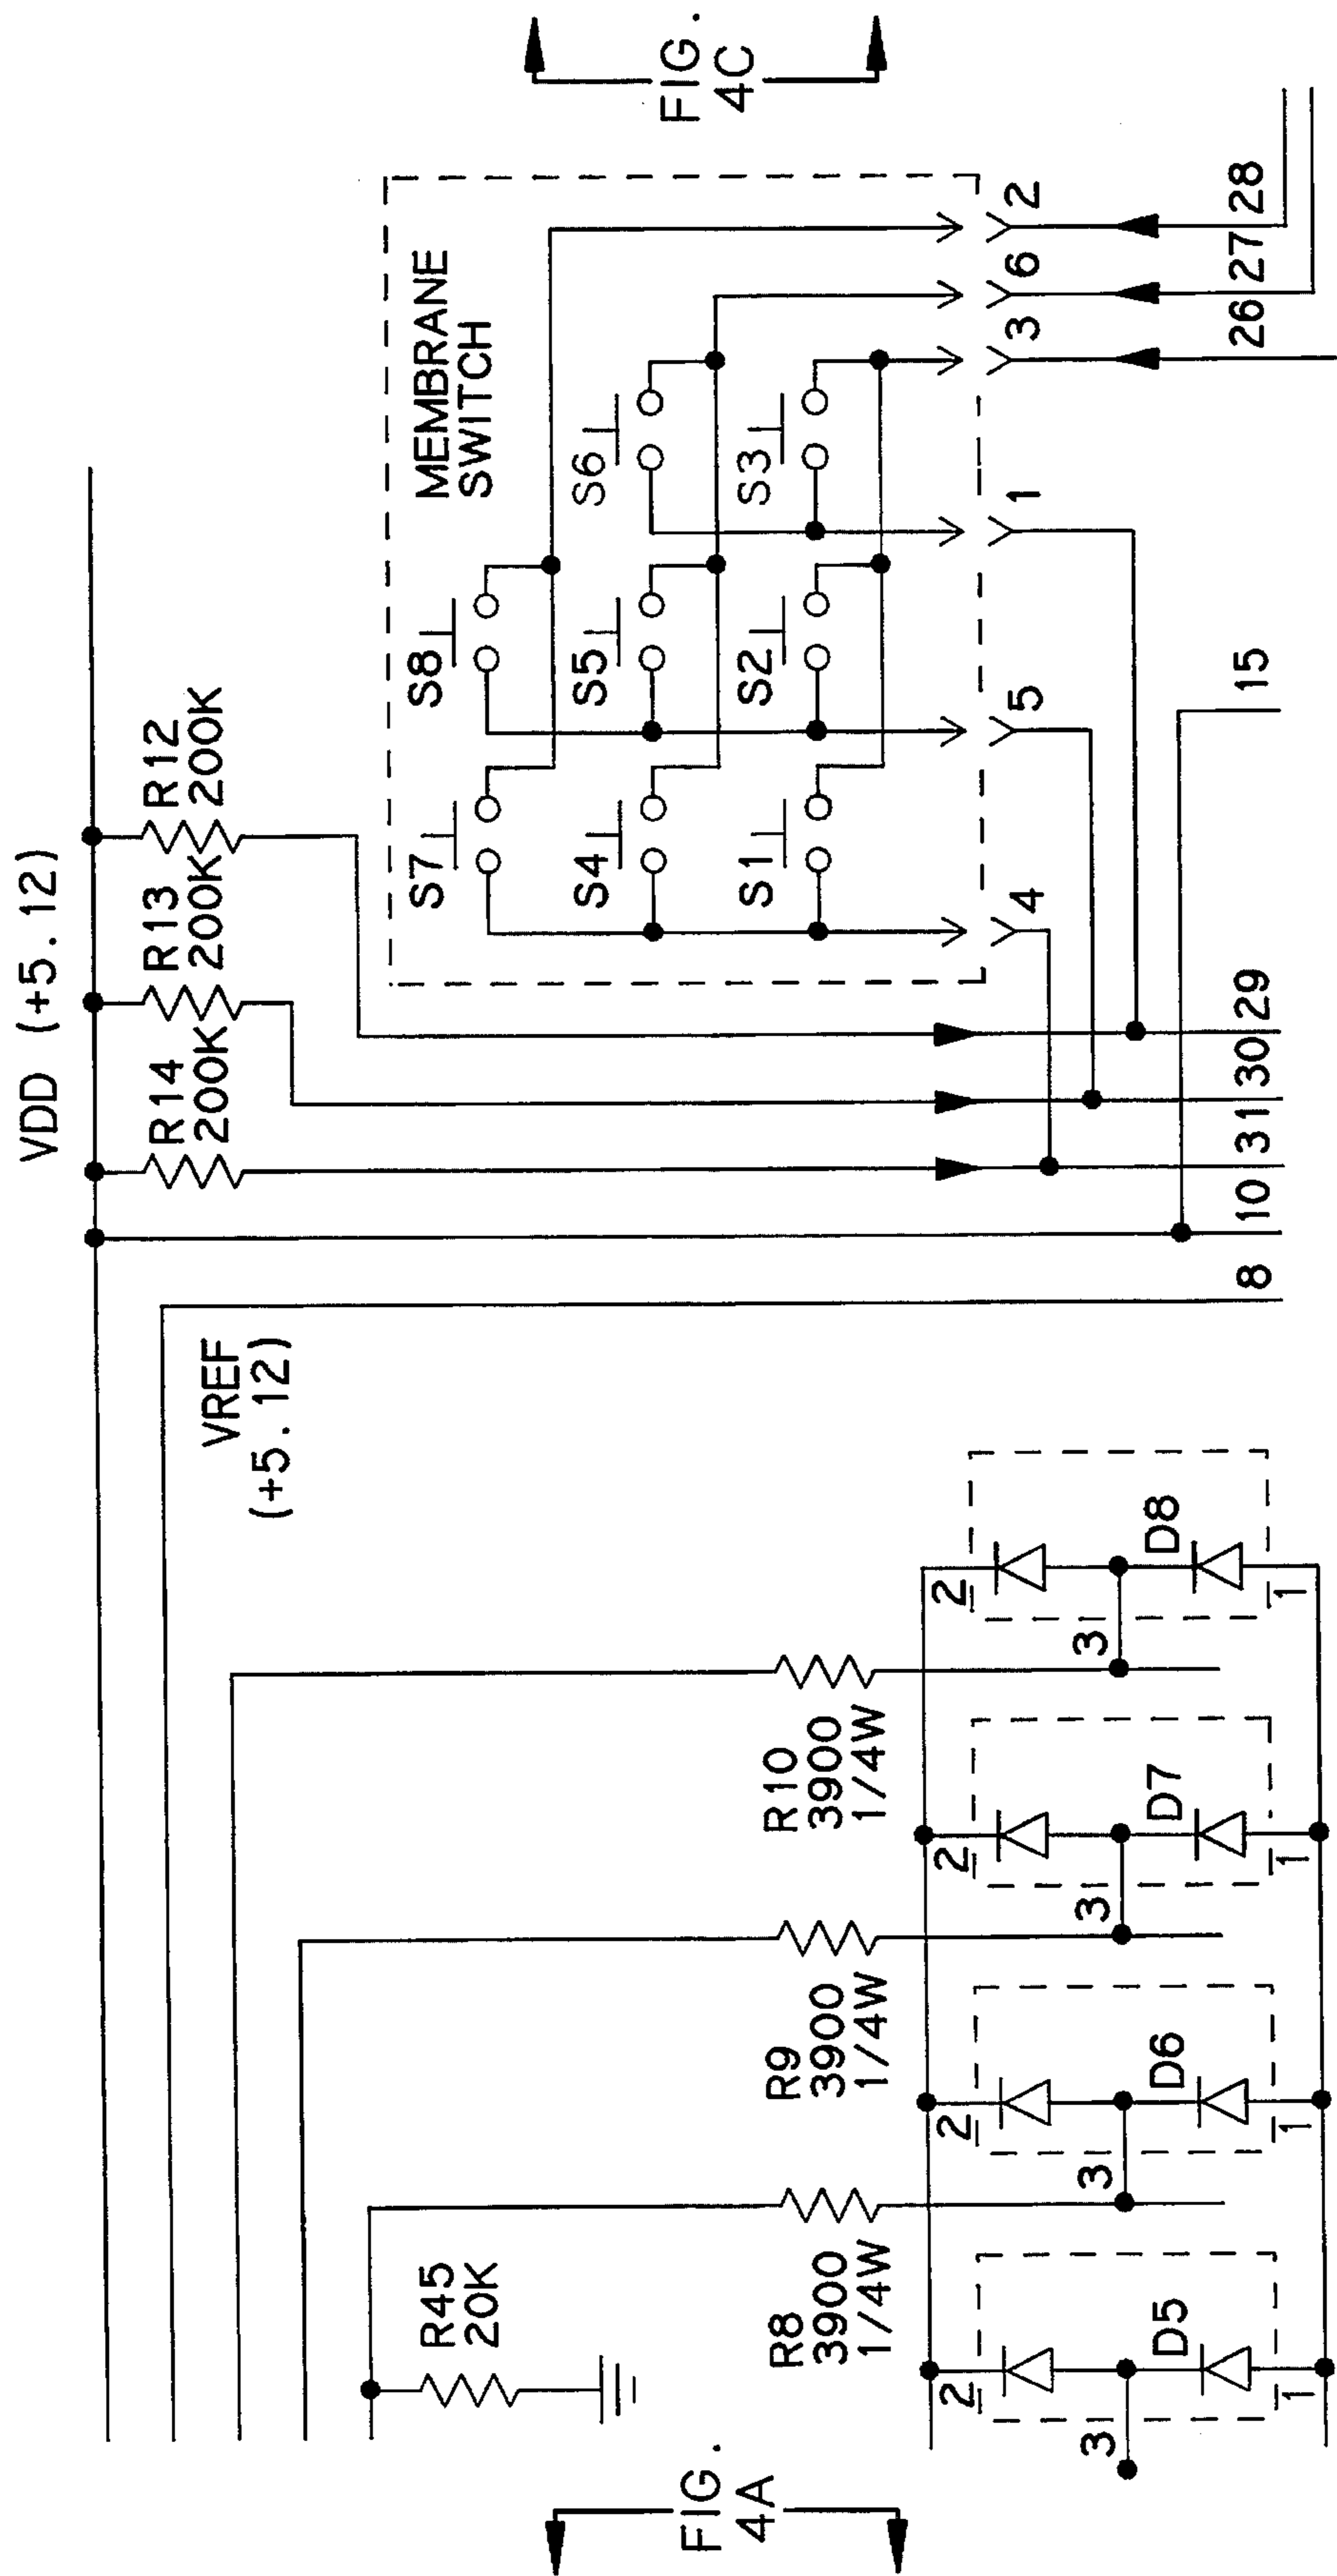 VDD (+5.12)
R14
200K
R13
200K
R12
200K
VREF
(+5.12)
MEMBRANE
SWITCH
S7
S8
S4
S5
S6
S1
S2
S3
4
5
1
3
6
2
8
10
31
30
29
15
26
27
28
R45
20K
R8
3900
1/4W
R9
3900
1/4W
R10
3900
1/4W
2
3
D5
1
2
3
D6
1
2
3
D7
1
2
3
D8
1
FIG.
4A
FIG.
4C